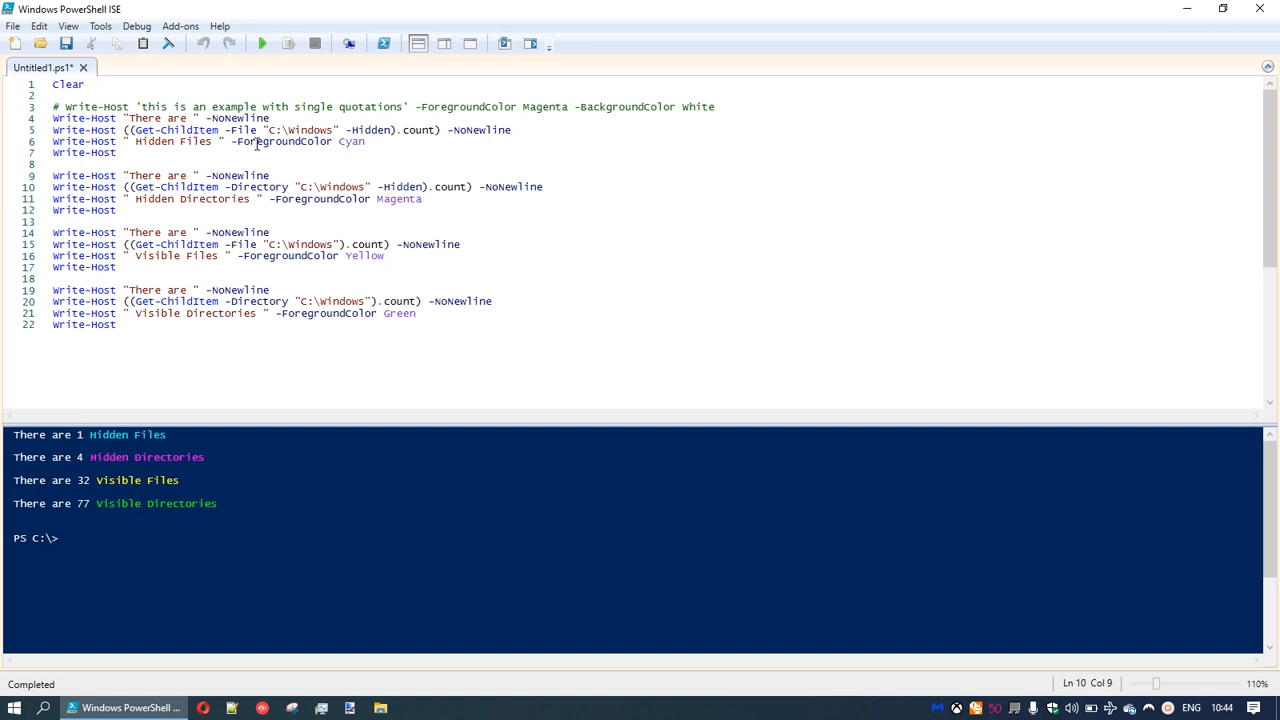 Windows PowerShell ISE
File Edit View Tools Debug Add-ons Help
Untitled1.ps1*
1 Clear
2
3 # Write-Host 'this is an example with single quotations' -ForegroundColor Magenta -BackgroundColor White
4 Write-Host "There are " -NoNewline
5 Write-Host ((Get-ChildItem -File "C:\Windows" -Hidden).count) -NoNewline
6 Write-Host " Hidden Files " -ForegroundColor Cyan
7 Write-Host
8
9 Write-Host "There are " -NoNewline
10 Write-Host ((Get-ChildItem -Directory "C:\Windows" -Hidden).count) -NoNewline
11 Write-Host " Hidden Directories " -ForegroundColor Magenta
12 Write-Host
13
14 Write-Host "There are " -NoNewline
15 Write-Host ((Get-ChildItem -File "C:\Windows").count) -NoNewline
16 Write-Host " Visible Files " -ForegroundColor Yellow
17 Write-Host
18
19 Write-Host "There are " -NoNewline
20 Write-Host ((Get-ChildItem -Directory "C:\Windows").count) -NoNewline
21 Write-Host " Visible Directories " -ForegroundColor Green
22 Write-Host
There are 1 Hidden Files
There are 4 Hidden Directories
There are 32 Visible Files
There are 77 Visible Directories
PS C:\>
Completed Ln 10 Col 9 110%
Windows PowerShell ... 50 ENG 10:44